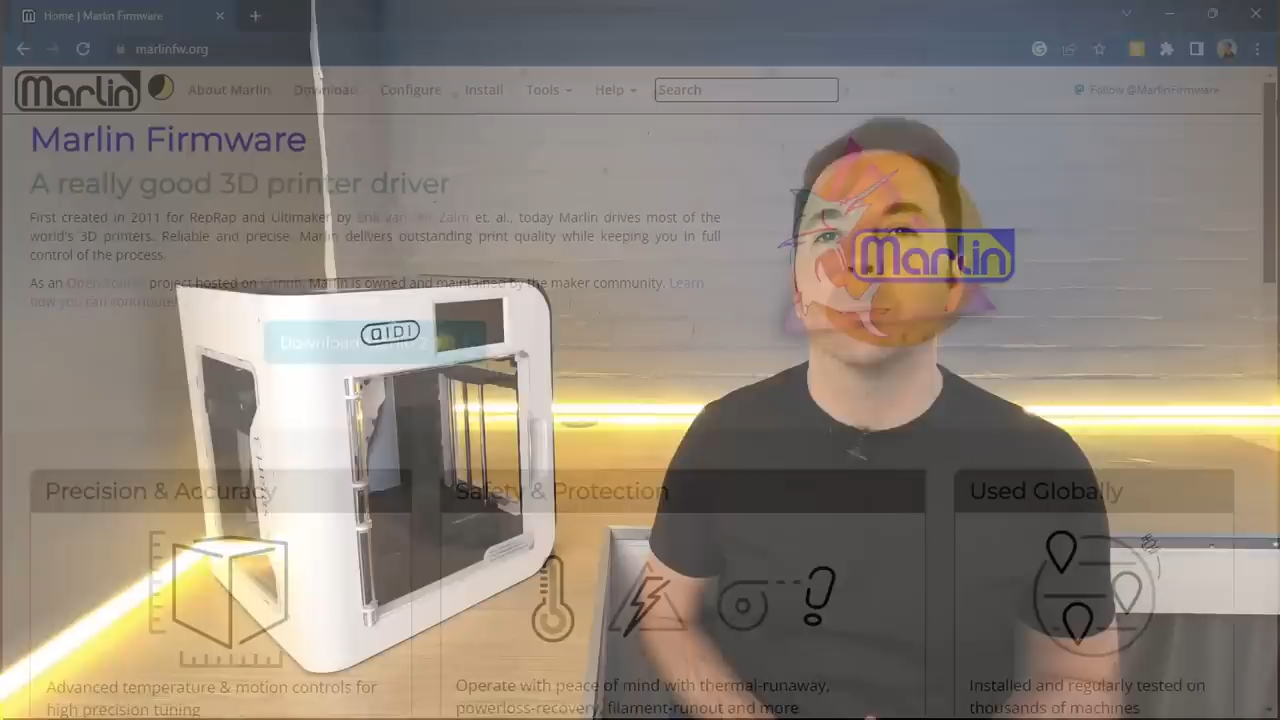 Home | Marlin Firmware
marlinfw.org
Marlin
About Marlin
Download
Configure
Install
Tools
Help
Search
Follow @MarlinFirmware
Marlin Firmware
A really good 3D printer driver
First created in 2011 for RepRap and Ultimaker by Erik van der Zalm et. al., today Marlin drives most of the
world's 3D printers. Reliable and precise, Marlin delivers outstanding print quality while keeping you in full
control of the process.
As an OpenSource project hosted on GitHub, Marlin is owned and maintained by the maker community. Learn
how you can contribute
Marlin
QIDI
Download
Precision & Accuracy
Safety & Protection
Used Globally
Advanced temperature & motion controls for
high precision tuning
Operate with peace of mind with thermal-runaway,
powerloss-recovery, filament-runout and more
Installed and regularly tested on
thousands of machines